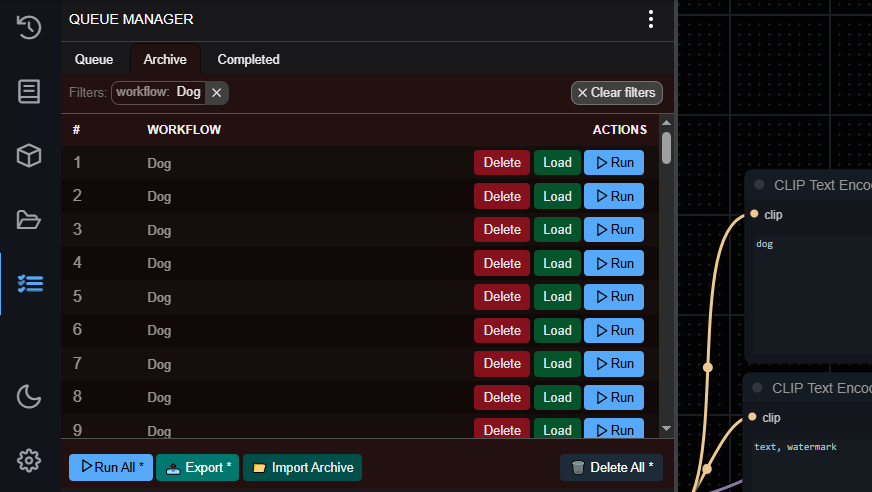 QUEUE MANAGER
Queue Archive Completed
Filters: workflow: Dog × × Clear filters
# WORKFLOW ACTIONS
1 Dog Delete Load Run
2 Dog Delete Load Run
3 Dog Delete Load Run
4 Dog Delete Load Run
5 Dog Delete Load Run
6 Dog Delete Load Run
7 Dog Delete Load Run
8 Dog Delete Load Run
9 Dog Delete Load Run
Run All * Export * Import Archive Delete All *
CLIP Text Enco
clip
dog
CLIP Text Enco
clip
text, watermark